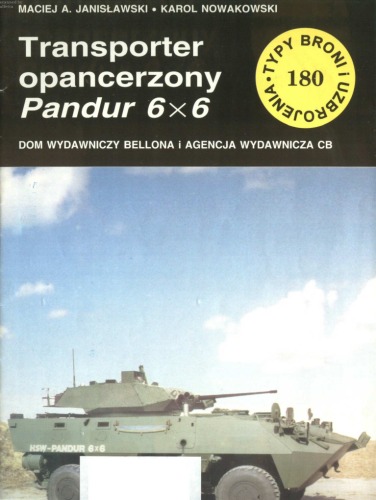 MACIEJ A. JANISŁAWSKI • KAROL NOWAKOWSKI
Transporter
opancerzony
Pandur 6×6
TYPY BRONI i UZBROJENIA •
180
DOM WYDAWNICZY BELLONA i AGENCJA WYDAWNICZA CB
HSW-PANDUR 6×6